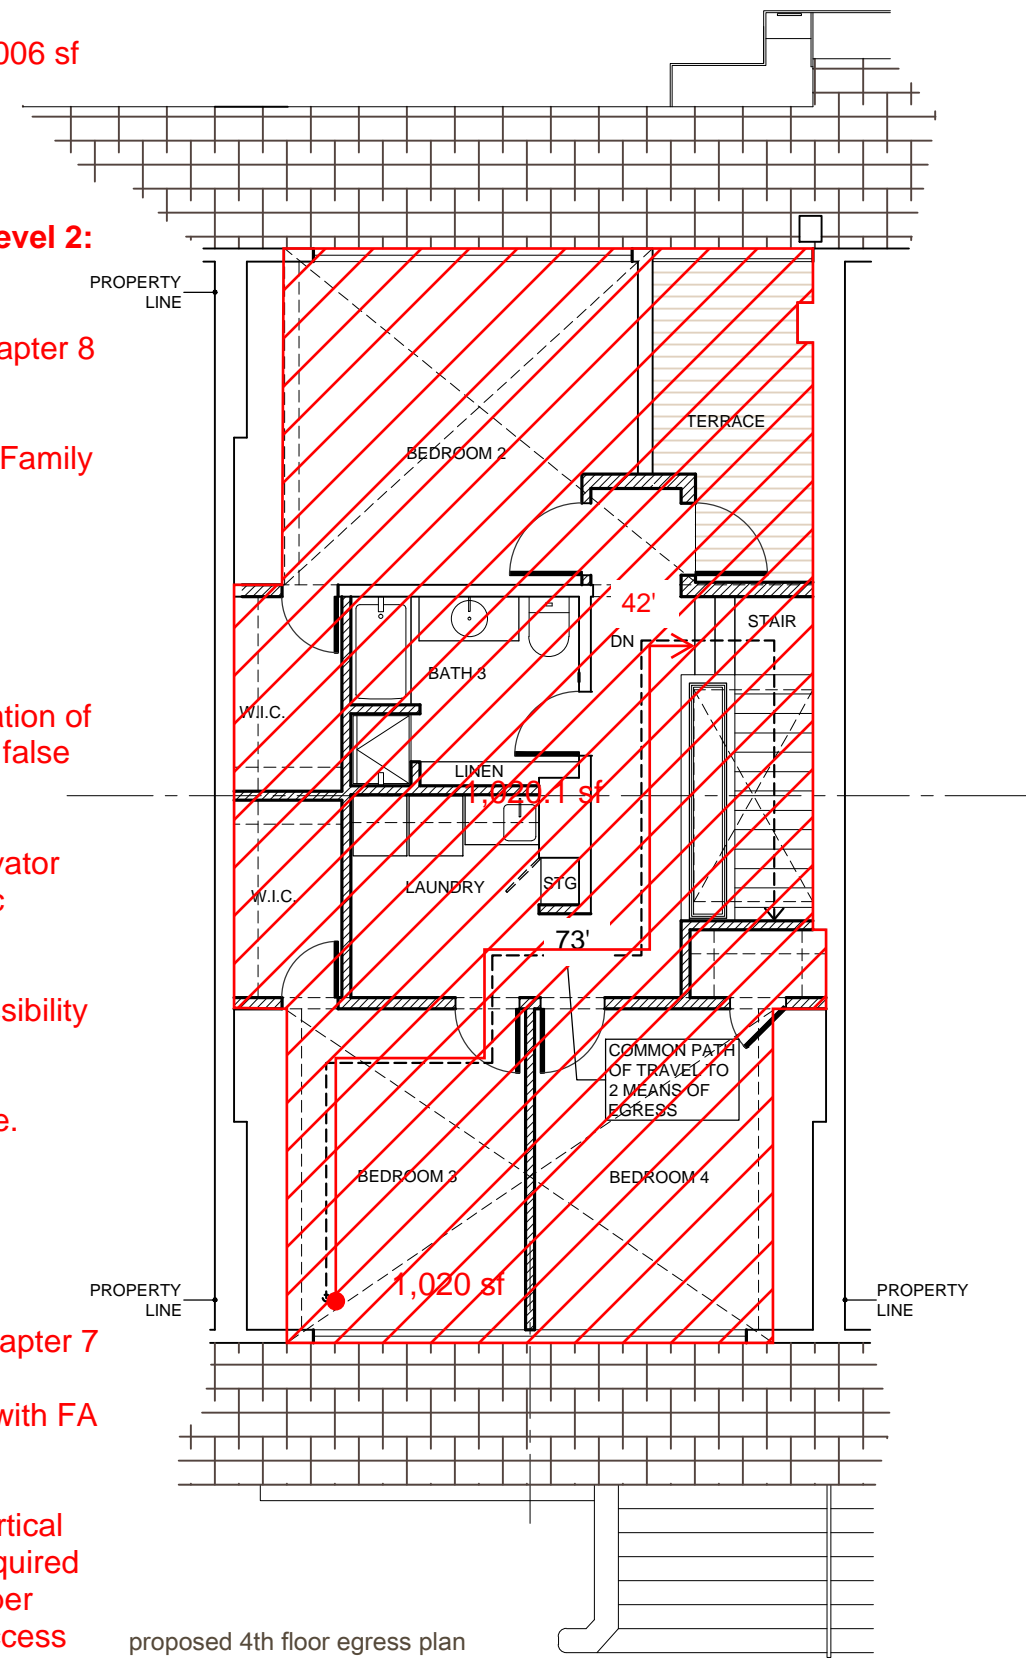 006 sf
evel 2:
PROPERTY
LINE
apter 8
TERRACE
BEDROOM 2
Family
42'
STAIR
DN
BATH 3
W.I.C.
ation of
false
LINEN
1,020.1 sf
vator
c
LAUNDRY
STG
W.I.C.
73'
sibility
COMMON PATH
OF TRAVEL TO
2 MEANS OF
EGRESS
e.
BEDROOM 3
BEDROOM 4
1,020 sf
PROPERTY
LINE
PROPERTY
LINE
apter 7
with FA
rtical
quired
per
ccess
proposed 4th floor egress plan